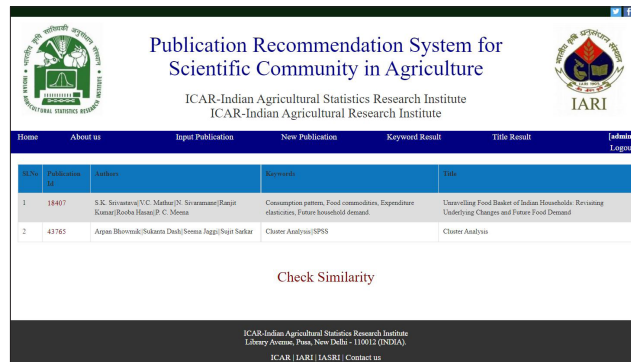 Publication Recommendation System for
Scientific Community in Agriculture
ICAR-Indian Agricultural Statistics Research Institute
ICAR-Indian Agricultural Research Institute
IARI
Home About us Input Publication New Publication Keyword Result Title Result [admin
Logou
Sl.No Publication Id Authors Keywords Title
1 18407 S.K. Srivastava||V.C. Mathur||N. Sivaramane||Ranjit Consumption pattern, Food commodities, Expenditure Unravelling Food Basket of Indian Households: Revisiting
Kumar||Rooba Hasan||P. C. Meena elasticities, Future household demand. Underlying Changes and Future Food Demand
2 43765 Arpan Bhowmik||Sukanta Dash||Seema Jaggi||Sujit Sarkar Cluster Analysis||SPSS Cluster Analysis
Check Similarity
ICAR-Indian Agricultural Statistics Research Institute
Library Avenue, Pusa, New Delhi - 110012 (INDIA).
ICAR | IARI | IASRI | Contact us